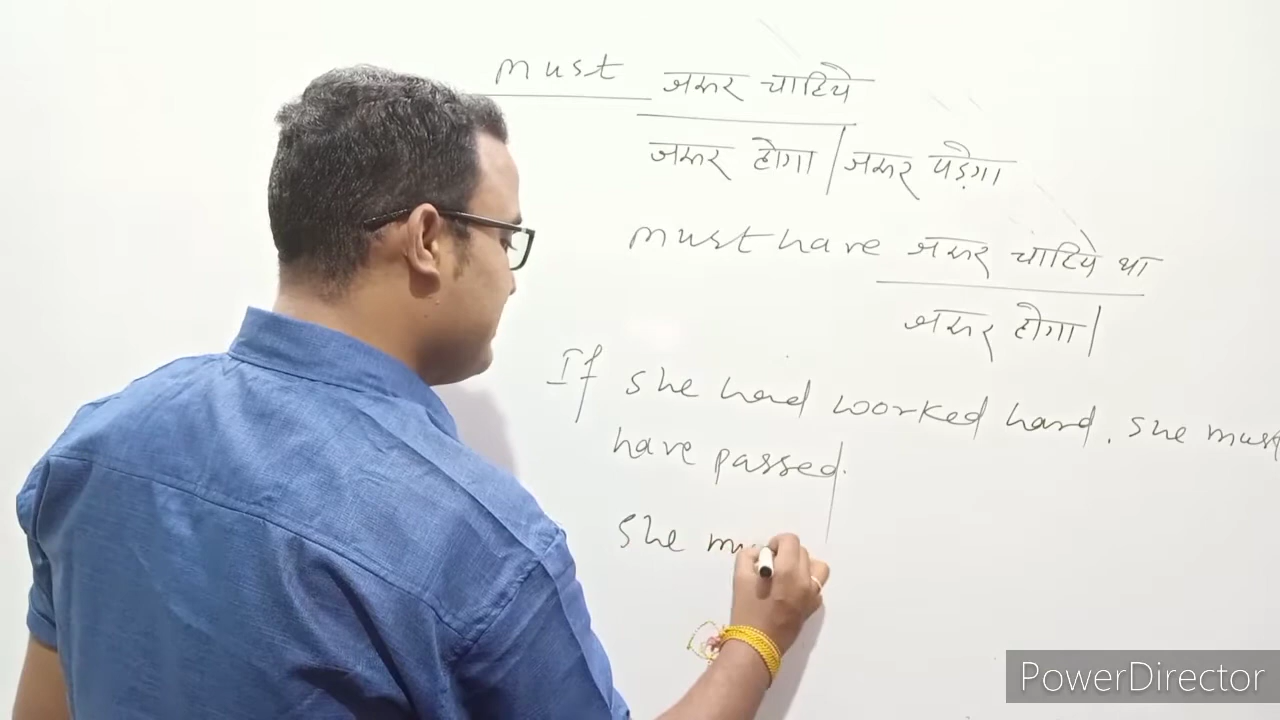 must जरूर चाहिये
जरूर होगा | जरूर पड़ेगा
must have जरूर चाहिये था
जरूर होगा |
If she had worked hard. she must
have passed.
she mu
PowerDirector